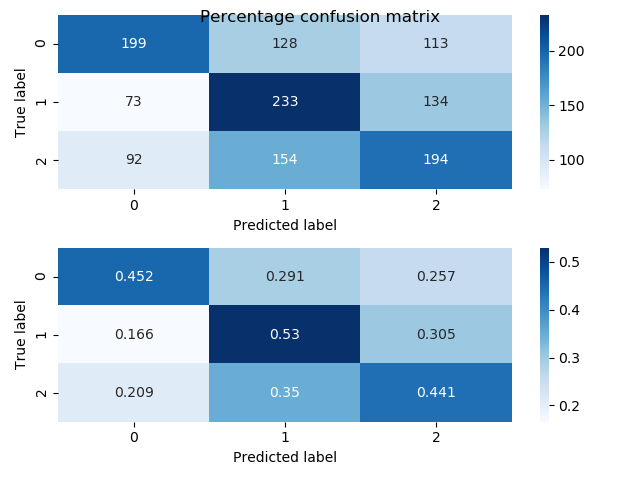 Percentage confusion matrix
0 199 128 113 200
1 73 233 134 150
2 92 154 194 100
True label
0 1 2
Predicted label
0 0.452 0.291 0.257 0.5
1 0.166 0.53 0.305 0.4
0.3
2 0.209 0.35 0.441 0.2
True label
0 1 2
Predicted label